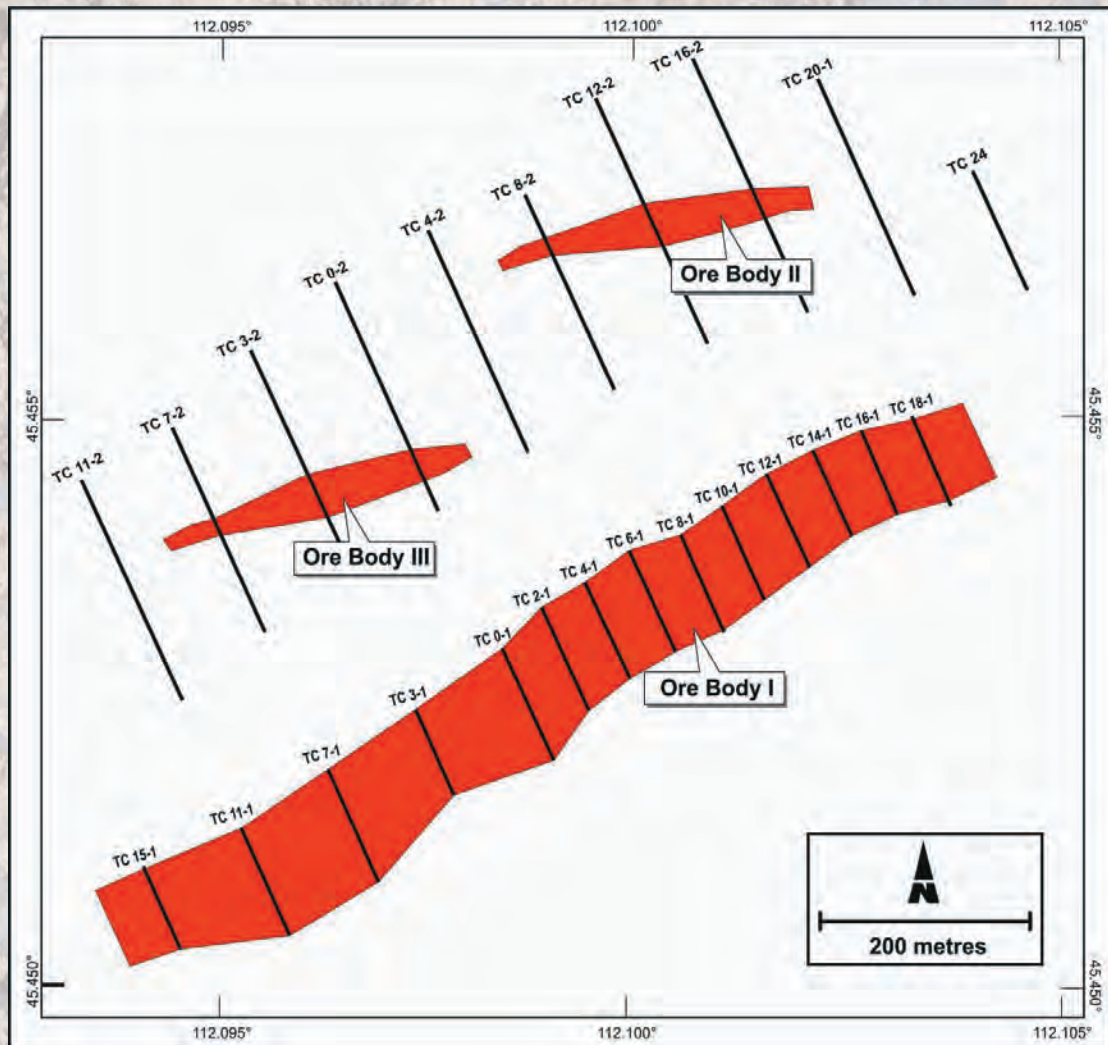 112.095°
112.100°
112.105°
TC 16-2
TC 12-2
TC 20-1
TC 24
TC 8-2
TC 4-2
Ore Body II
TC 0-2
TC 3-2
45.455°
45.455°
TC 7-2
TC 11-2
TC 18-1
TC 16-1
TC 14-1
TC 12-1
TC 10-1
TC 8-1
TC 6-1
Ore Body III
TC 4-1
TC 2-1
TC 0-1
Ore Body I
TC 3-1
TC 7-1
TC 11-1
TC 15-1
N
200 metres
45.450°
45.450°
112.095°
112.100°
112.105°